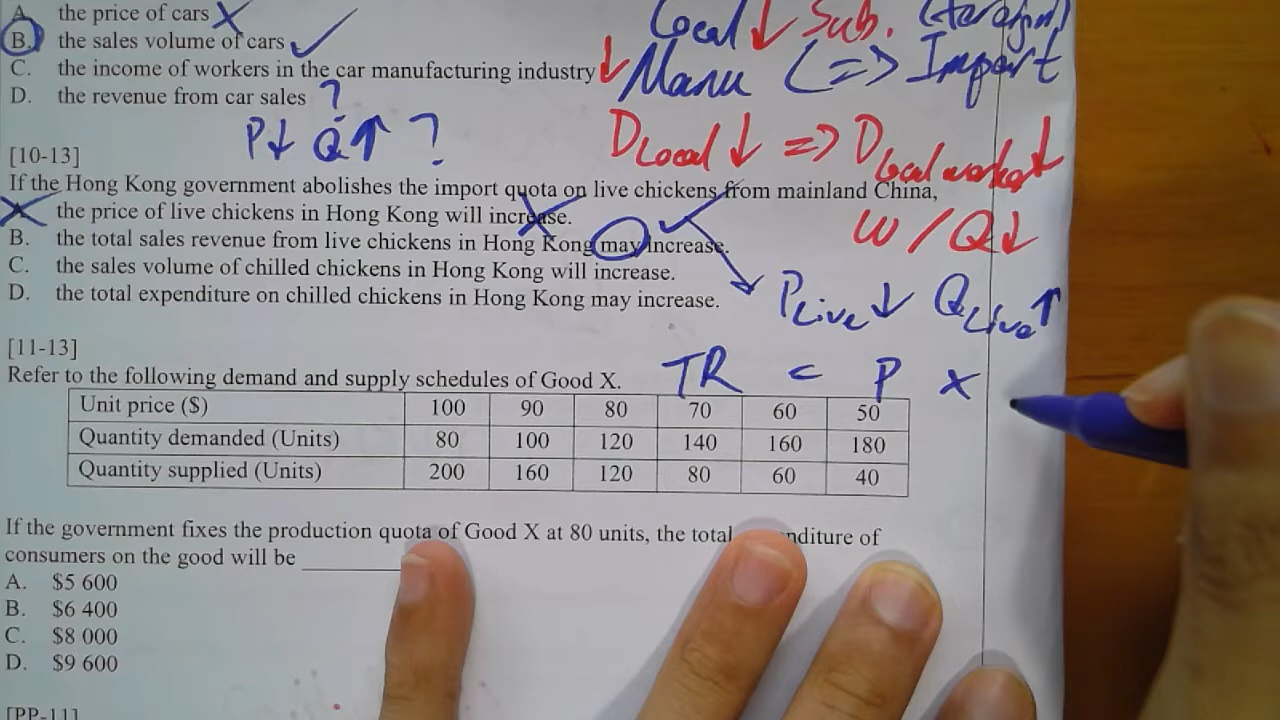 A. the price of cars
Local ↓ Sub.
B. the sales volume of cars ✓
C. the income of workers in the car manufacturing industry ↓ Manu (=> Import
D. the revenue from car sales ?
P↓ Q↑ ?
D Local ↓ => D Local worker ↓
[10-13]
If the Hong Kong government abolishes the import quota on live chickens from mainland China,
A. the price of live chickens in Hong Kong will increase.
W / Q↓
B. the total sales revenue from live chickens in Hong Kong may increase.
C. the sales volume of chilled chickens in Hong Kong will increase.
D. the total expenditure on chilled chickens in Hong Kong may increase.
P Live ↓ Q Live ↑
[11-13]
Refer to the following demand and supply schedules of Good X.
TR = P x
Unit price ($) 100 90 80 70 60 50
Quantity demanded (Units) 80 100 120 140 160 180
Quantity supplied (Units) 200 160 120 80 60 40
If the government fixes the production quota of Good X at 80 units, the total nditure of
consumers on the good will be ________
A. $5 600
B. $6 400
C. $8 000
D. $9 600
[PP-11]